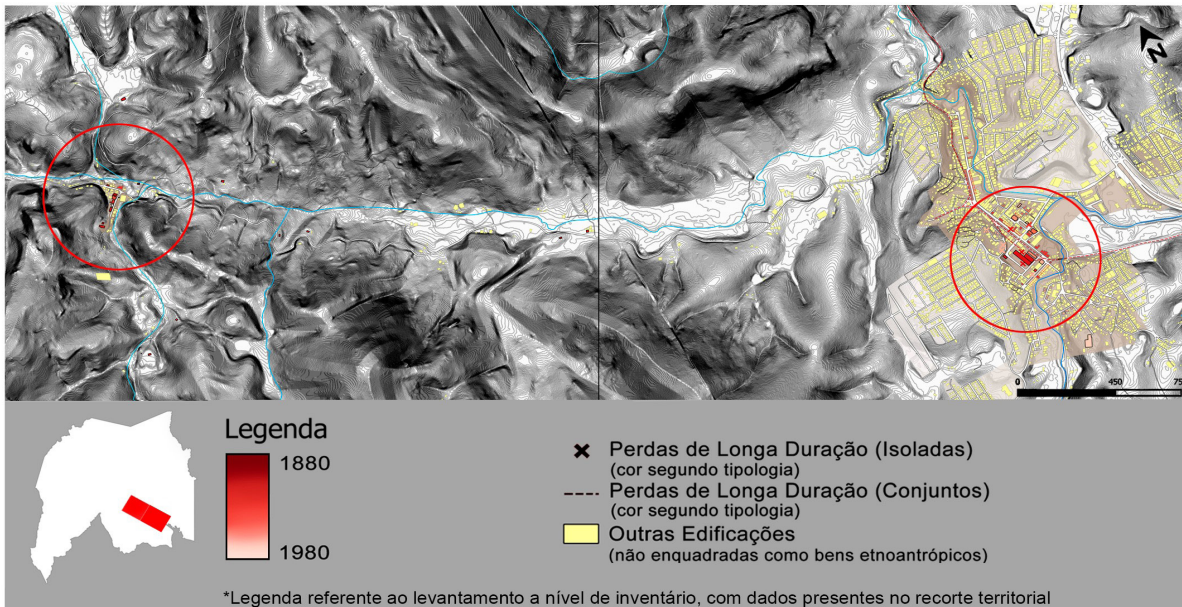 N
0
450
75
Legenda
1880
1980
Perdas de Longa Duração (Isoladas)
(cor segundo tipologia)
Perdas de Longa Duração (Conjuntos)
(cor segundo tipologia)
Outras Edificações
(não enquadradas como bens etnoantrópicos)
*Legenda referente ao levantamento a nível de inventário, com dados presentes no recorte territorial